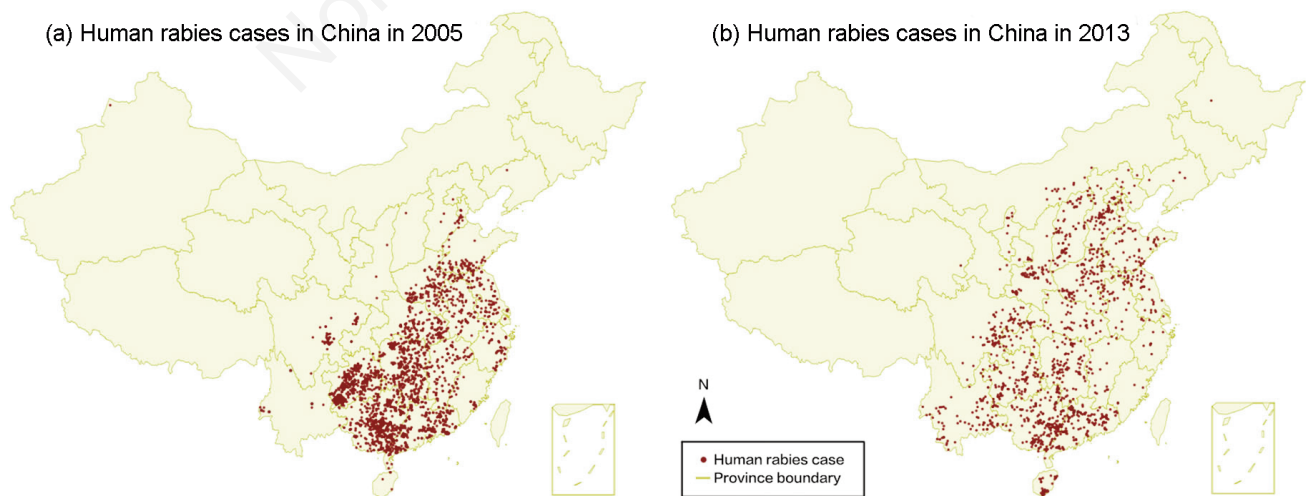 (a) Human rabies cases in China in 2005
(b) Human rabies cases in China in 2013
N
Human rabies case
Province boundary